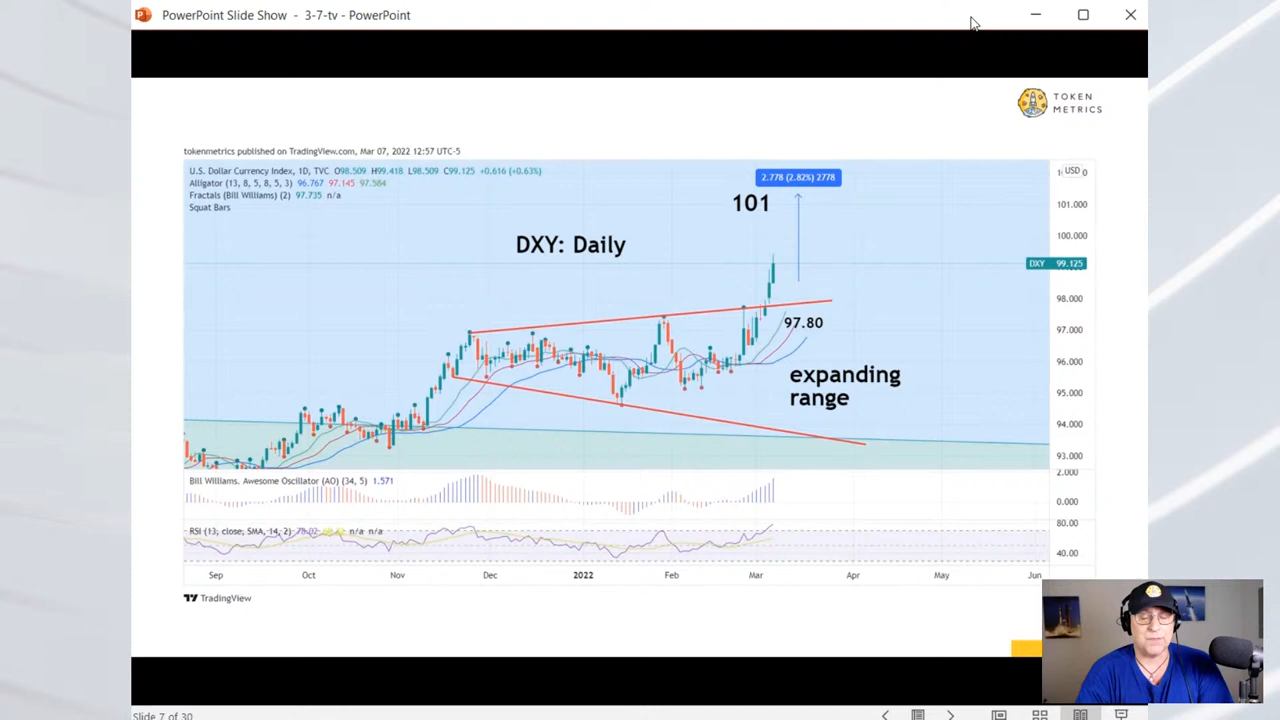 PowerPoint Slide Show - 3-7-tv - PowerPoint
TOKEN
METRICS
tokenmetrics published on TradingView.com, Mar 07, 2022 12:57 UTC-5
U.S. Dollar Currency Index, 1D, TVC O98.509 H99.418 L98.509 C99.125 +0.616 (+0.63%)
Alligator (13, 8, 5, 8, 5, 3) 96.767 97.145 97.584
Fractals (Bill Williams) (2) 97.735 n/a
Squat Bars
2.778 (2.82%) 2778
USD
101
101.000
DXY: Daily
100.000
DXY 99.125
98.000
97.80
97.000
96.000
expanding
range
95.000
94.000
93.000
Bill Williams. Awesome Oscillator (AO) (34, 5) 1.571
2.000
0.000
RSI (13, close, SMA, 14, 2) 78.02 n/a n/a
80.00
40.00
Sep Oct Nov Dec 2022 Feb Mar Apr May Jun
TradingView
Slide 7 of 30